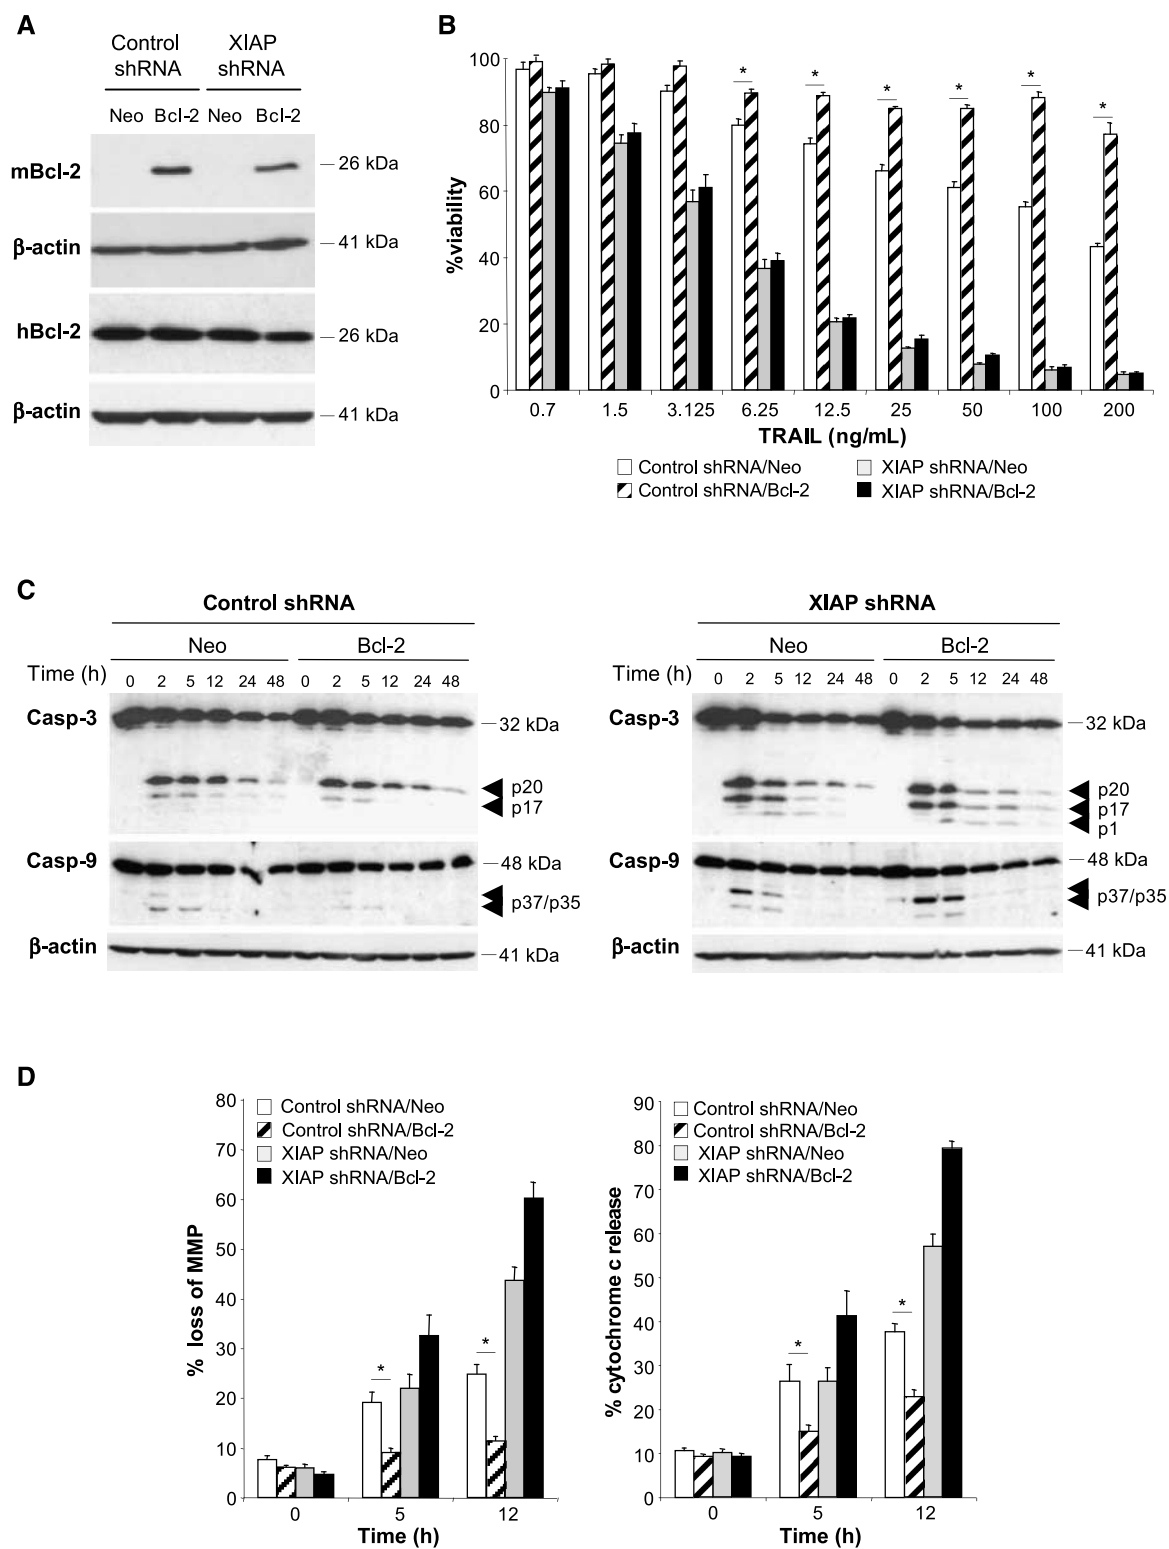 A
Control shRNA
XIAP shRNA
Neo Bcl-2 Neo Bcl-2
mBcl-2
26 kDa
β-actin
41 kDa
hBcl-2
26 kDa
β-actin
41 kDa
B
%viability
100
80
60
40
20
0
* * * * * *
0.7 1.5 3.125 6.25 12.5 25 50 100 200
TRAIL (ng/mL)
Control shRNA/Neo
Control shRNA/Bcl-2
XIAP shRNA/Neo
XIAP shRNA/Bcl-2
C
Control shRNA
Neo Bcl-2
Time (h) 0 2 5 12 24 48 0 2 5 12 24 48
Casp-3
32 kDa
p20
p17
Casp-9
48 kDa
p37/p35
β-actin
41 kDa
XIAP shRNA
Neo Bcl-2
Time (h) 0 2 5 12 24 48 0 2 5 12 24 48
Casp-3
32 kDa
p20
p17
p1
Casp-9
48 kDa
p37/p35
β-actin
41 kDa
D
% loss of MMP
80
70
60
50
40
30
20
10
0
Control shRNA/Neo
Control shRNA/Bcl-2
XIAP shRNA/Neo
XIAP shRNA/Bcl-2
* *
0 5 12
Time (h)
% cytochrome c release
90
80
70
60
50
40
30
20
10
0
Control shRNA/Neo
Control shRNA/Bcl-2
XIAP shRNA/Neo
XIAP shRNA/Bcl-2
* *
0 5 12
Time (h)